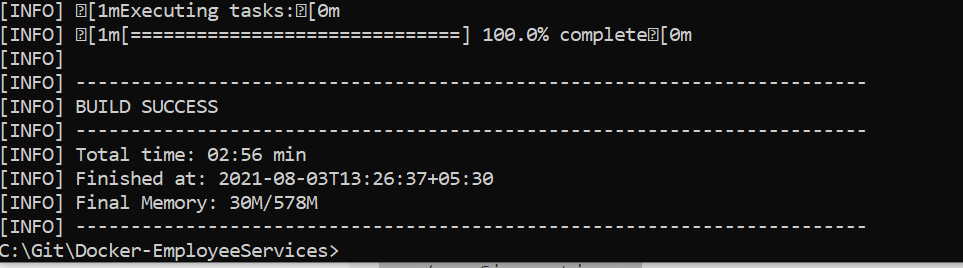 [INFO] [1mExecuting tasks:[0m
[INFO] [1m[==============================] 100.0% complete[0m
[INFO]
[INFO] ------------------------------------------------------------------------
[INFO] BUILD SUCCESS
[INFO] ------------------------------------------------------------------------
[INFO] Total time: 02:56 min
[INFO] Finished at: 2021-08-03T13:26:37+05:30
[INFO] Final Memory: 30M/578M
[INFO] ------------------------------------------------------------------------
C:\Git\Docker-EmployeeServices>